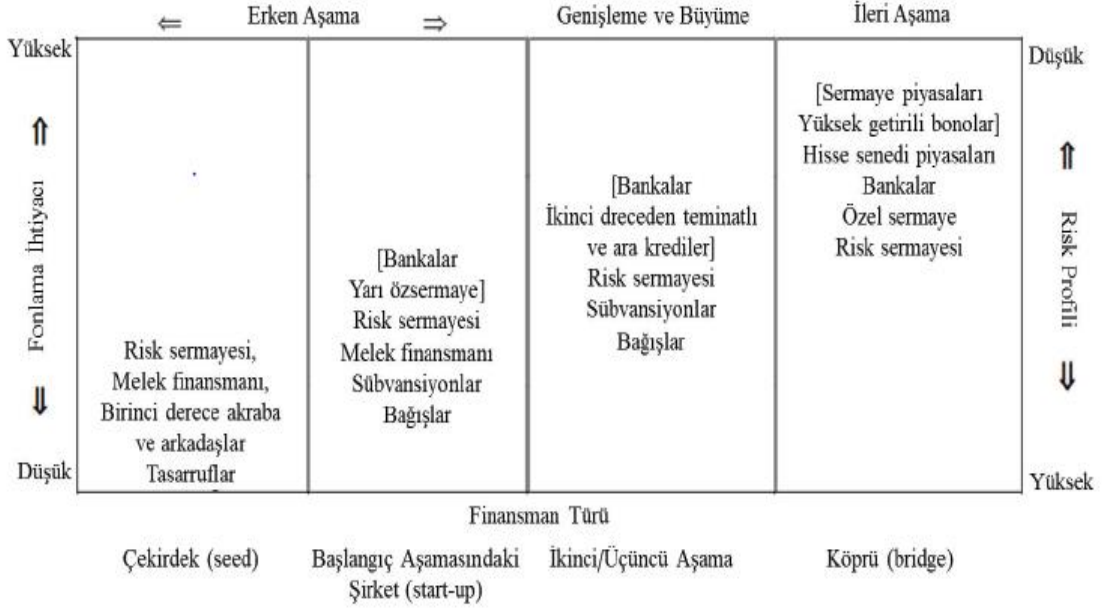 Erken Aşama
Genişleme ve Büyüme
İleri Aşama
Yüksek
Düşük
Fonlama İhtiyacı
Düşük
Risk sermayesi,
Melek finansmanı,
Birinci derece akraba
ve arkadaşlar
Tasarruflar
[Bankalar
Yarı özsermaye]
Risk sermayesi
Melek finansmanı
Sübvansiyonlar
Bağışlar
[Bankalar
İkinci dreceden teminatlı
ve ara krediler]
Risk sermayesi
Sübvansiyonlar
Bağışlar
[Sermaye piyasaları
Yüksek getirili bonolar]
Hisse senedi piyasaları
Bankalar
Özel sermaye
Risk sermayesi
Risk Profili
Yüksek
Finansman Türü
Çekirdek (seed)
Başlangıç Aşamasındaki
Şirket (start-up)
İkinci/Üçüncü Aşama
Köprü (bridge)